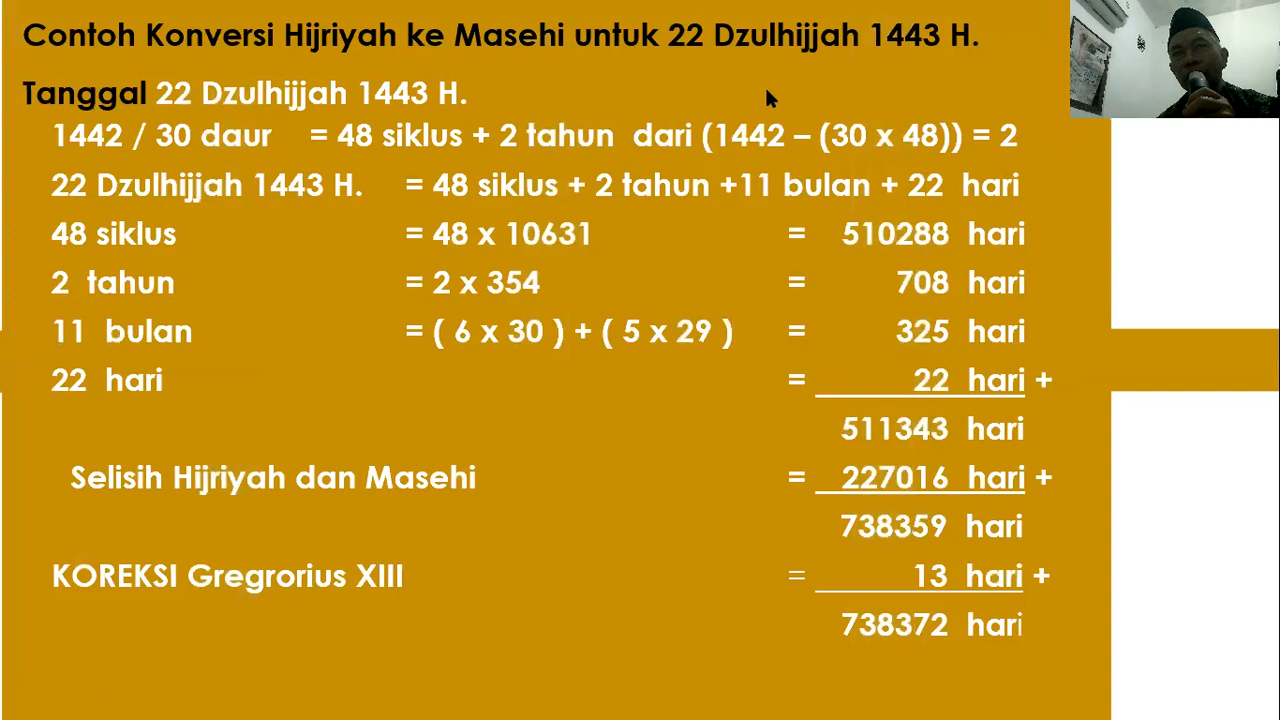 Contoh Konversi Hijriyah ke Masehi untuk 22 Dzulhijjah 1443 H.
Tanggal 22 Dzulhijjah 1443 H.
1442 / 30 daur = 48 siklus + 2 tahun dari (1442 – (30 x 48)) = 2
22 Dzulhijjah 1443 H. = 48 siklus + 2 tahun +11 bulan + 22 hari
48 siklus = 48 x 10631 = 510288 hari
2 tahun = 2 x 354 = 708 hari
11 bulan = ( 6 x 30 ) + ( 5 x 29 ) = 325 hari
22 hari = 22 hari +
511343 hari
Selisih Hijriyah dan Masehi = 227016 hari +
738359 hari
KOREKSI Gregrorius XIII = 13 hari +
738372 hari